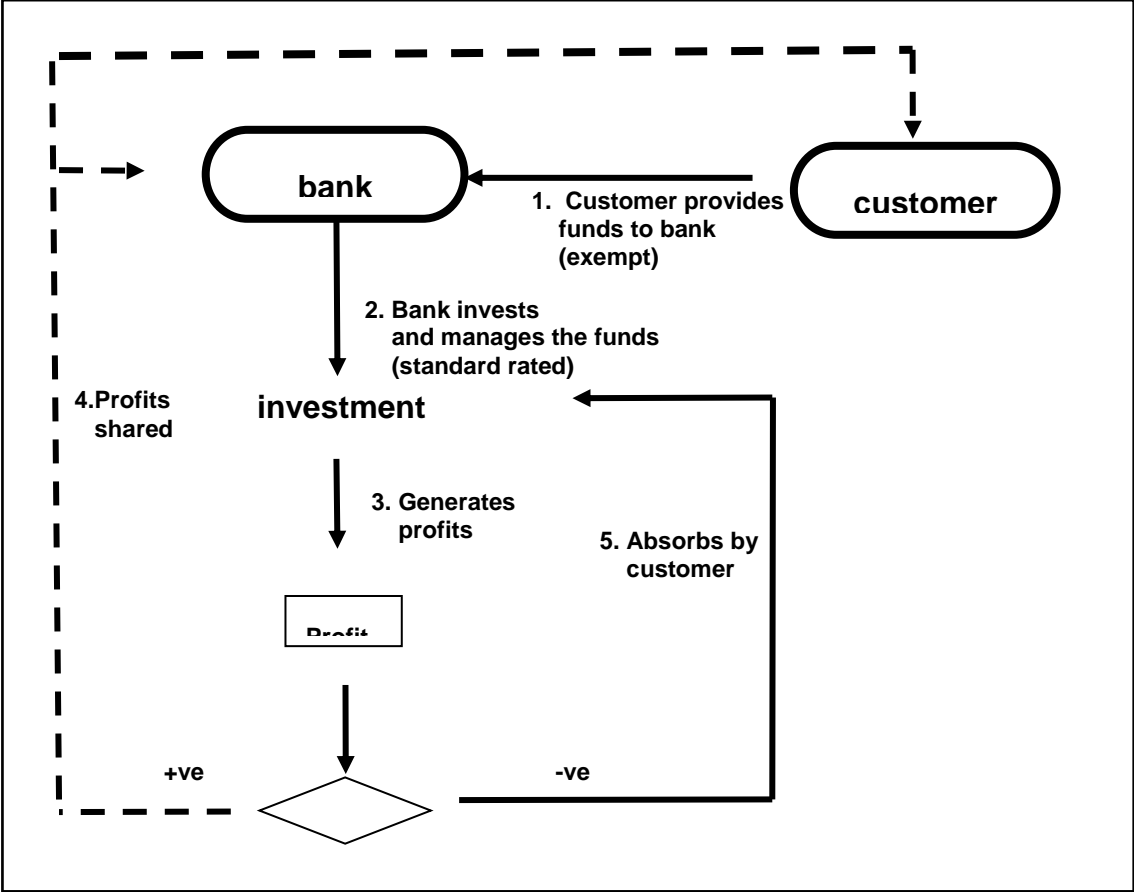 bank
customer
1. Customer provides
funds to bank
(exempt)
2. Bank invests
and manages the funds
(standard rated)
4.Profits
shared
investment
3. Generates
profits
5. Absorbs by
customer
Profit
+ve
-ve